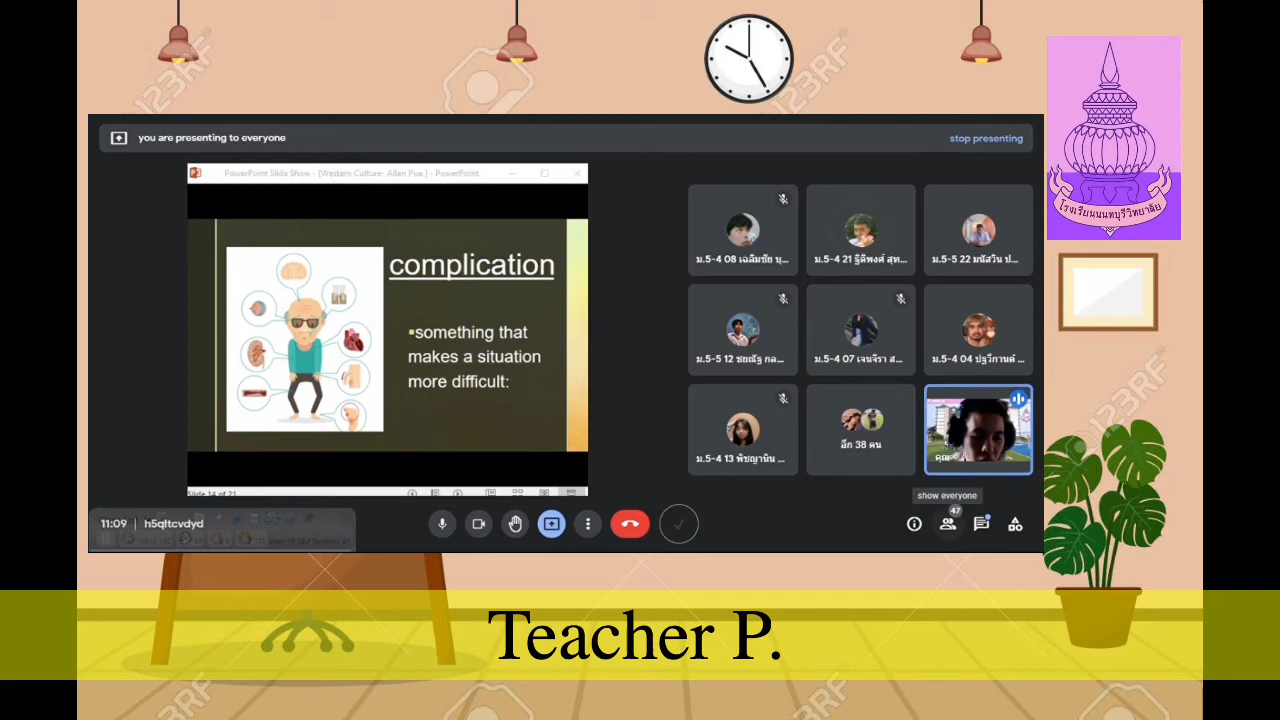 you are presenting to everyone
stop presenting
PowerPoint Slide Show - [Western Culture- Allan Poe.] - PowerPoint
complication
▪something that
makes a situation
more difficult:
Slide 14 of 21
ม.5-4 08 เฉลิมชัย บุ...
ม.5-4 21 ฐิติพงศ์ สุท...
ม.5-5 22 มนัสวิน ป...
ม.5-5 12 ชยณัฐ กล...
ม.5-4 07 เจนจิรา ส...
ม.5-4 04 ปฐวีกานต์ ...
ม.5-4 13 พิชญานิน ...
อีก 38 คน
คุณ
show everyone
47
11:09 | h5qltcvdyd
โรงเรียนนนทบุรีวิทยาลัย
Teacher P.
123RF